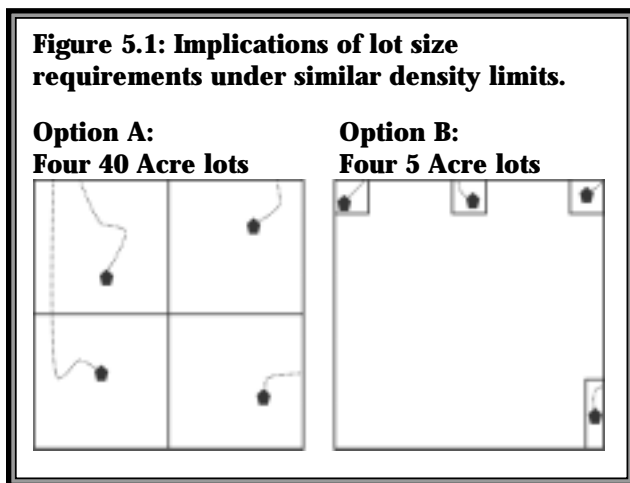 Figure 5.1: Implications of lot size
requirements under similar density limits.
Option A:
Four 40 Acre lots
Option B:
Four 5 Acre lots